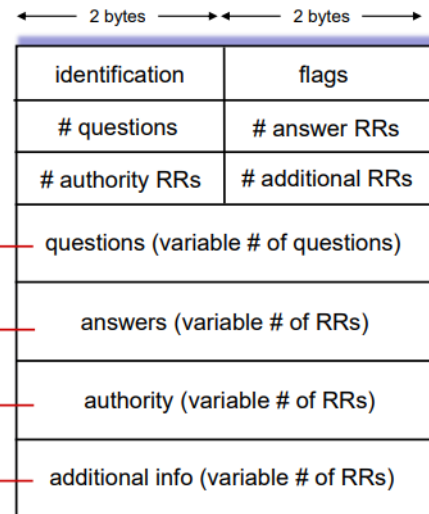 2 bytes 2 bytes
identification flags
# questions # answer RRs
# authority RRs # additional RRs
questions (variable # of questions)
answers (variable # of RRs)
authority (variable # of RRs)
additional info (variable # of RRs)